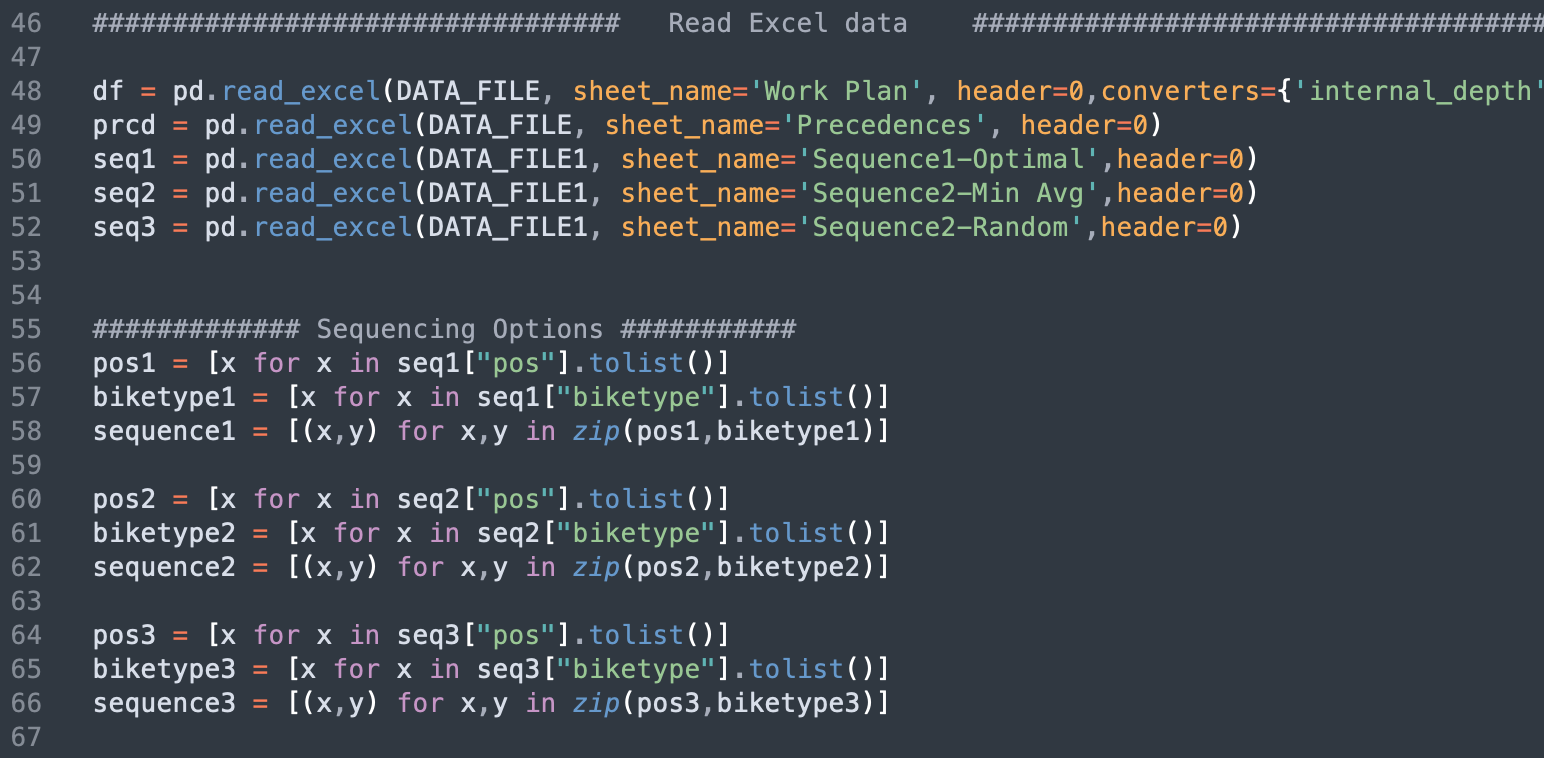 46 ################################# Read Excel data ####################################
47
48 df = pd.read_excel(DATA_FILE, sheet_name='Work Plan', header=0,converters={'internal_depth'
49 prcd = pd.read_excel(DATA_FILE, sheet_name='Precedences', header=0)
50 seq1 = pd.read_excel(DATA_FILE1, sheet_name='Sequence1-Optimal',header=0)
51 seq2 = pd.read_excel(DATA_FILE1, sheet_name='Sequence2-Min Avg',header=0)
52 seq3 = pd.read_excel(DATA_FILE1, sheet_name='Sequence2-Random',header=0)
53
54
55 ############# Sequencing Options ###########
56 pos1 = [x for x in seq1["pos"].tolist()]
57 biketype1 = [x for x in seq1["biketype"].tolist()]
58 sequence1 = [(x,y) for x,y in zip(pos1,biketype1)]
59
60 pos2 = [x for x in seq2["pos"].tolist()]
61 biketype2 = [x for x in seq2["biketype"].tolist()]
62 sequence2 = [(x,y) for x,y in zip(pos2,biketype2)]
63
64 pos3 = [x for x in seq3["pos"].tolist()]
65 biketype3 = [x for x in seq3["biketype"].tolist()]
66 sequence3 = [(x,y) for x,y in zip(pos3,biketype3)]
67